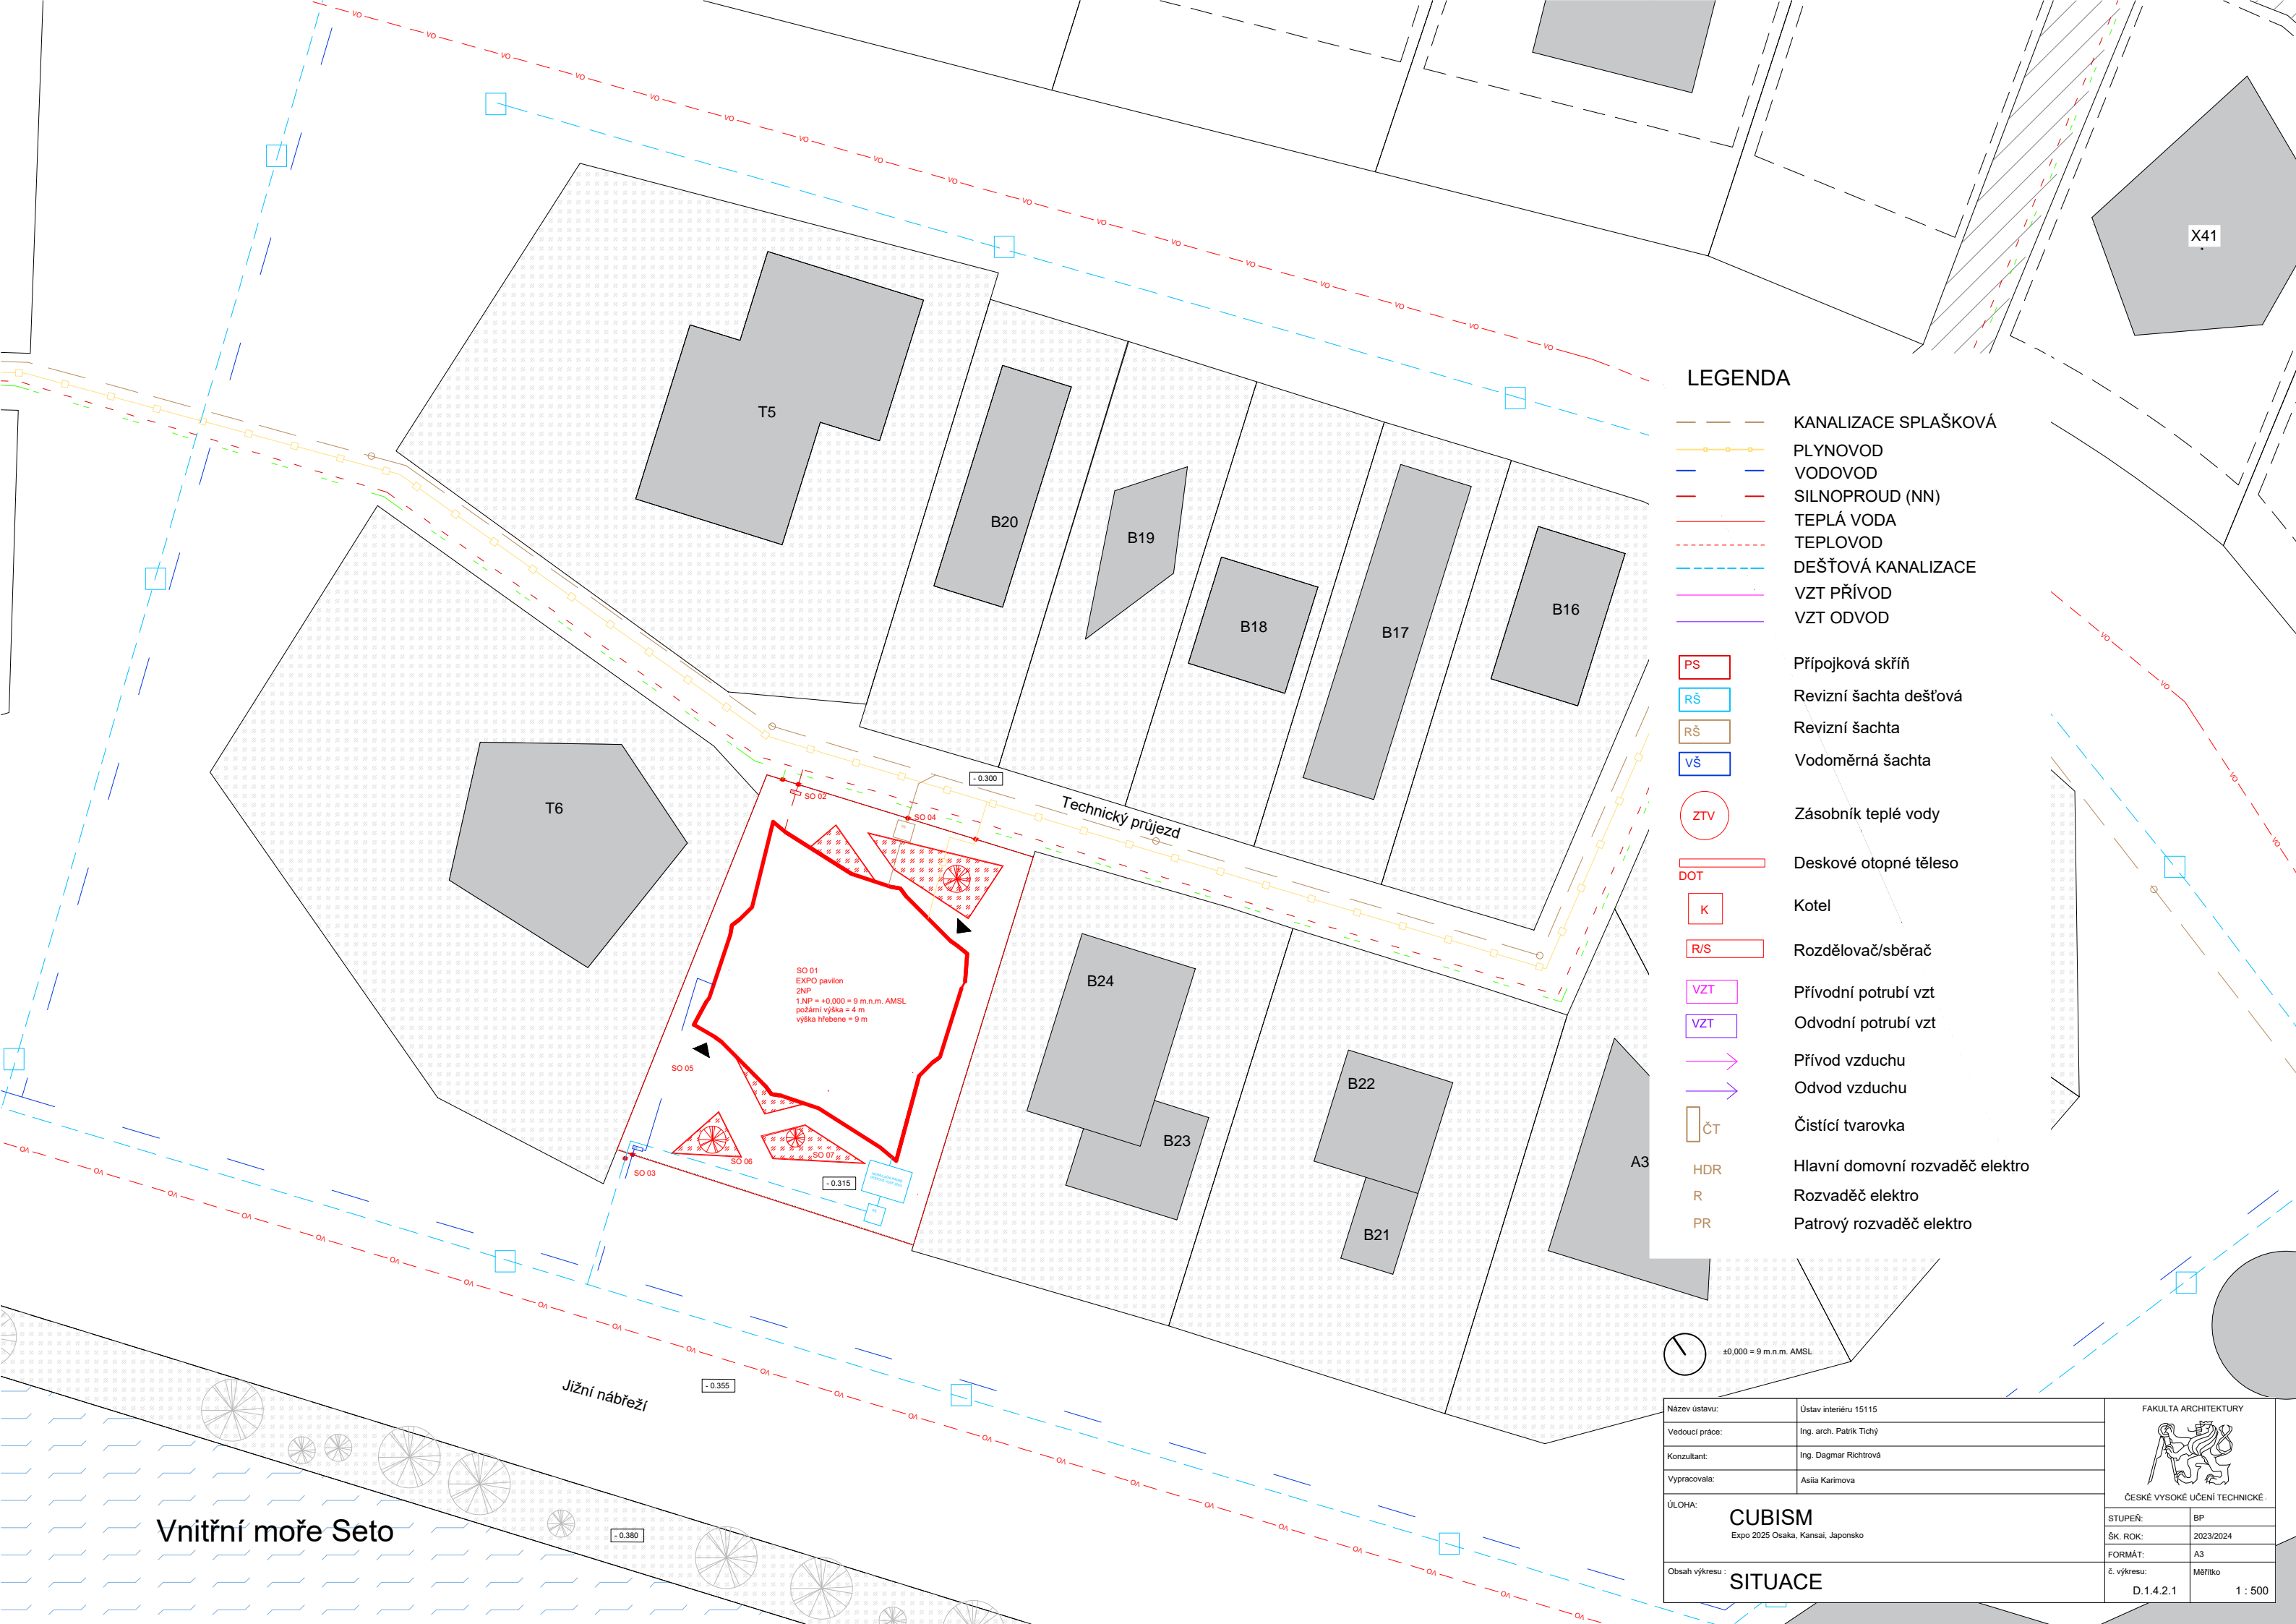 X41
T5
B20
B19
B18
B17
B16
T6
- 0.300
Technický průjezd
SO 02
SO 04
SO 01
EXPO pavilon
2NP
1.NP = +0,000 = 9 m.n.m. AMSL
požární výška = 4 m
výška hřebene = 9 m
SO 05
SO 06
SO 07
SO 03
- 0.315
B24
B23
B22
B21
A3
Jižní nábřeží
- 0.355
- 0.380
Vnitřní moře Seto
VO
LEGENDA
KANALIZACE SPLAŠKOVÁ
PLYNOVOD
VODOVOD
SILNOPROUD (NN)
TEPLÁ VODA
TEPLOVOD
DEŠŤOVÁ KANALIZACE
VZT PŘÍVOD
VZT ODVOD
PS Přípojková skříň
RŠ Revizní šachta dešťová
RŠ Revizní šachta
VŠ Vodoměrná šachta
ZTV Zásobník teplé vody
DOT Deskové otopné těleso
K Kotel
R/S Rozdělovač/sběrač
VZT Přívodní potrubí vzt
VZT Odvodní potrubí vzt
Přívod vzduchu
Odvod vzduchu
ČT Čistící tvarovka
HDR Hlavní domovní rozvaděč elektro
R Rozvaděč elektro
PR Patrový rozvaděč elektro
±0,000 = 9 m.n.m. AMSL
Název ústavu: Ústav interiéru 15115
Vedoucí práce: Ing. arch. Patrik Tichý
Konzultant: Ing. Dagmar Richtrová
Vypracovala: Asiia Karimova
ÚLOHA: CUBISM
Expo 2025 Osaka, Kansai, Japonsko
Obsah výkresu : SITUACE
FAKULTA ARCHITEKTURY
ČESKÉ VYSOKÉ UČENÍ TECHNICKÉ
STUPEŇ: BP
ŠK. ROK: 2023/2024
FORMÁT: A3
č. výkresu: Měřítko
D.1.4.2.1 1 : 500